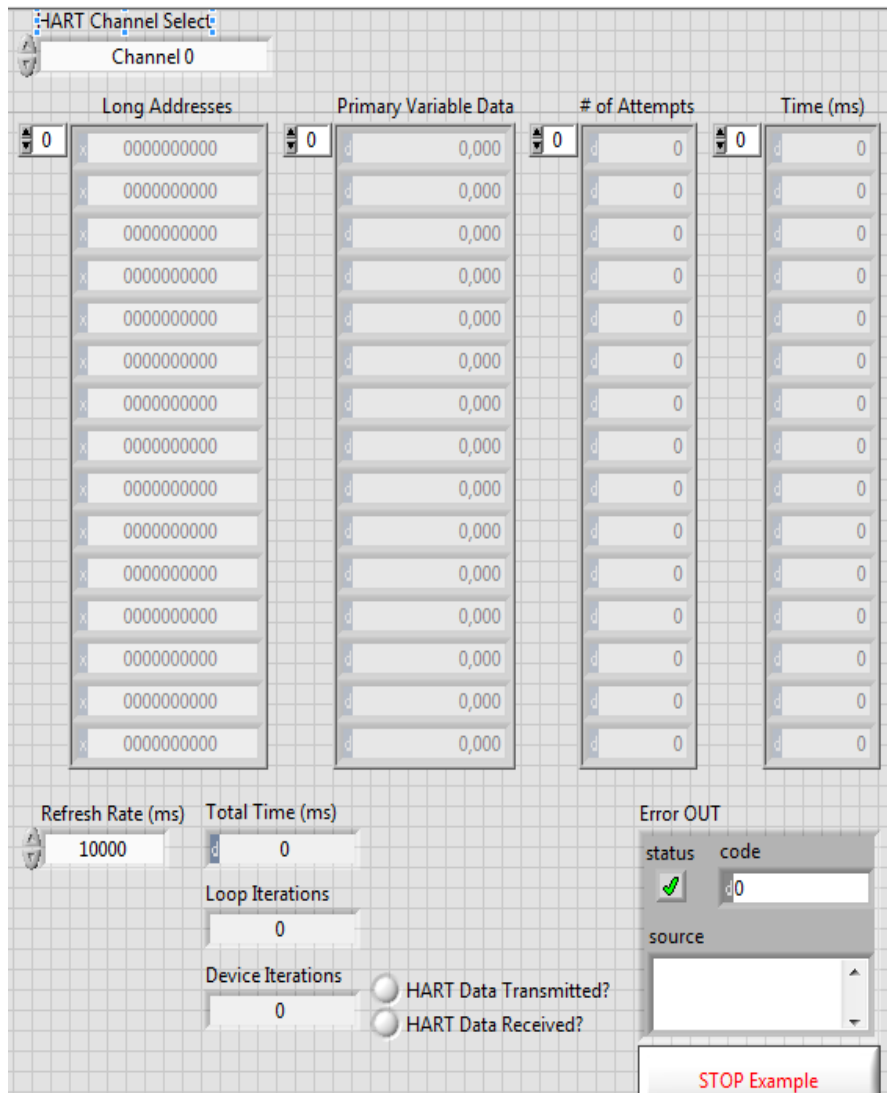 HART Channel Select
Channel 0
Long Addresses Primary Variable Data # of Attempts Time (ms)
0 x 0000000000 0 d 0,000 0 d 0 0 d 0
x 0000000000 d 0,000 d 0 d 0
x 0000000000 d 0,000 d 0 d 0
x 0000000000 d 0,000 d 0 d 0
x 0000000000 d 0,000 d 0 d 0
x 0000000000 d 0,000 d 0 d 0
x 0000000000 d 0,000 d 0 d 0
x 0000000000 d 0,000 d 0 d 0
x 0000000000 d 0,000 d 0 d 0
x 0000000000 d 0,000 d 0 d 0
x 0000000000 d 0,000 d 0 d 0
x 0000000000 d 0,000 d 0 d 0
x 0000000000 d 0,000 d 0 d 0
x 0000000000 d 0,000 d 0 d 0
x 0000000000 d 0,000 d 0 d 0
Refresh Rate (ms) Total Time (ms) Error OUT
10000 d 0 status code
d 0
Loop Iterations
0
source
Device Iterations
0
HART Data Transmitted?
HART Data Received?
STOP Example